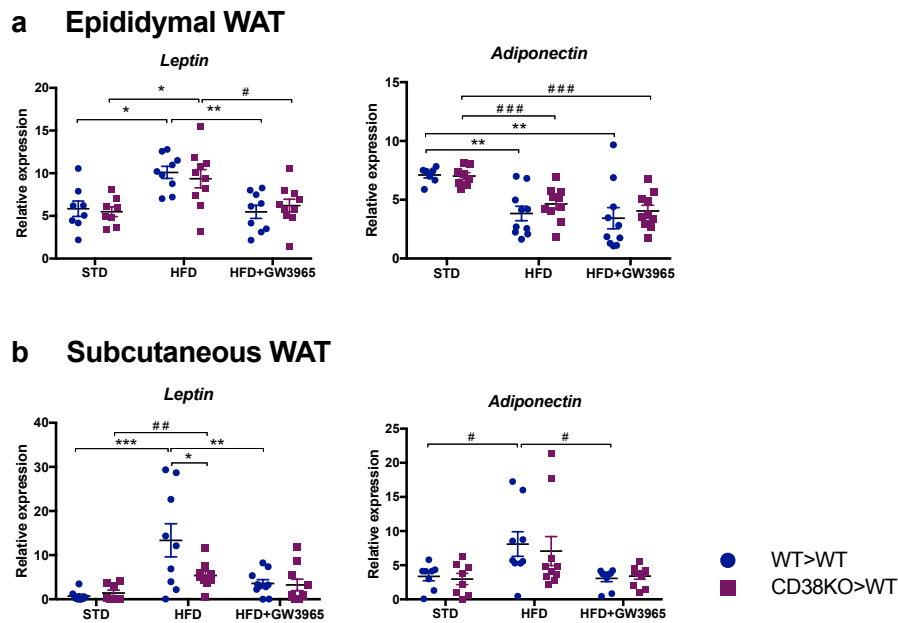 a Epididymal WAT
Leptin
Relative expression
20
15
10
5
0
* * ** #
STD HFD HFD+GW3965
Adiponectin
Relative expression
15
10
5
0
** ### ** ###
STD HFD HFD+GW3965
b Subcutaneous WAT
Leptin
Relative expression
40
30
20
10
0
*** ## ** *
STD HFD HFD+GW3965
Adiponectin
Relative expression
25
20
15
10
5
0
# #
STD HFD HFD+GW3965
WT>WT
CD38KO>WT